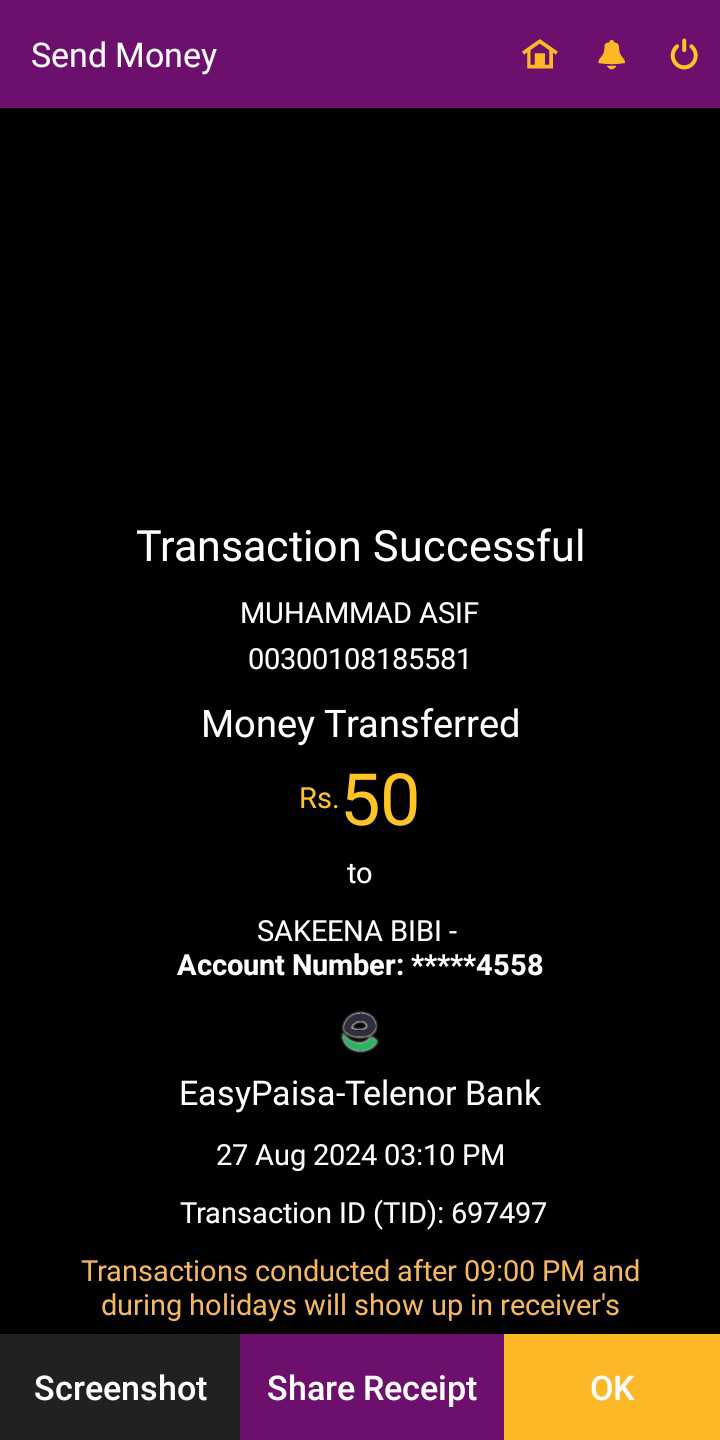 Send Money
Transaction Successful
MUHAMMAD ASIF
00300108185581
Money Transferred
Rs.50
to
SAKEENA BIBI -
Account Number: *****4558
EasyPaisa-Telenor Bank
27 Aug 2024 03:10 PM
Transaction ID (TID): 697497
Transactions conducted after 09:00 PM and
during holidays will show up in receiver's
Screenshot
Share Receipt
OK